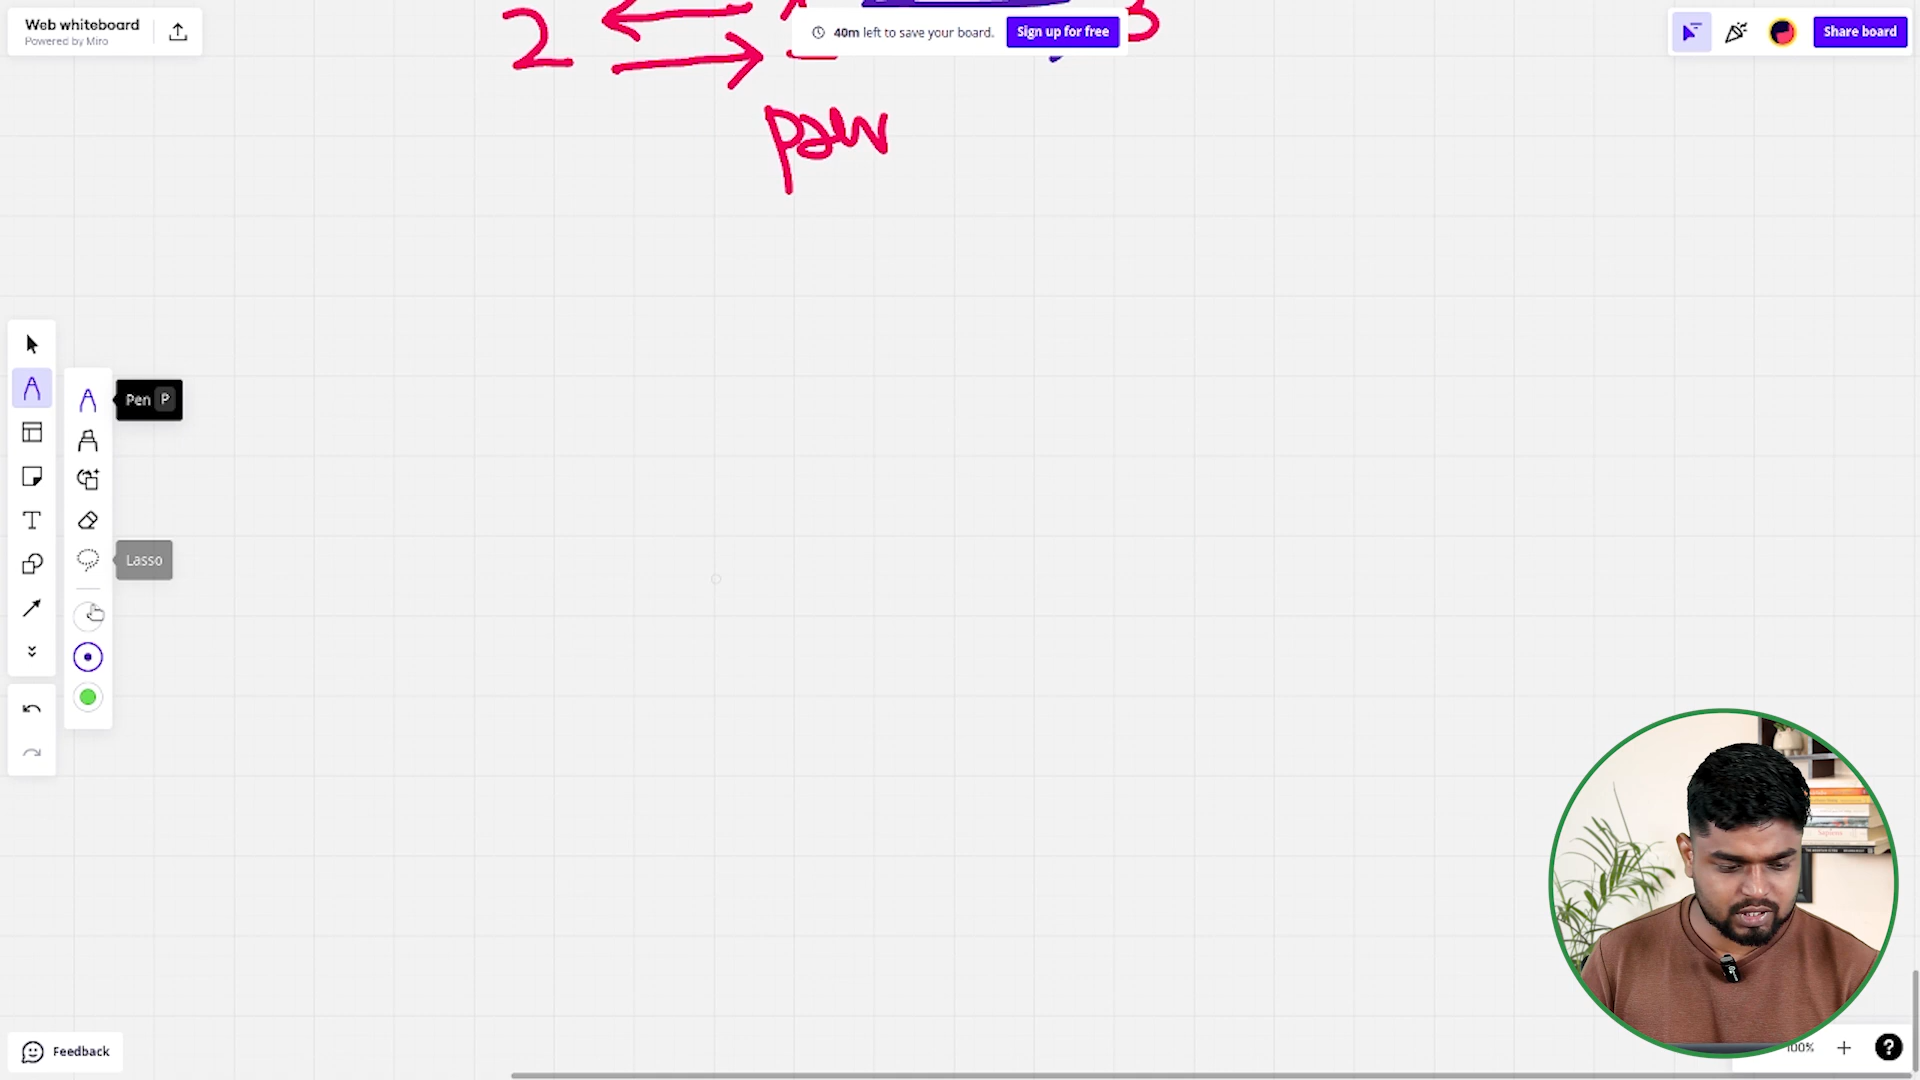 Web whiteboard
Powered by Miro
40m left to save your board.
Sign up for free
Share board
2
3
Pen P
Lasso
Feedback
100%